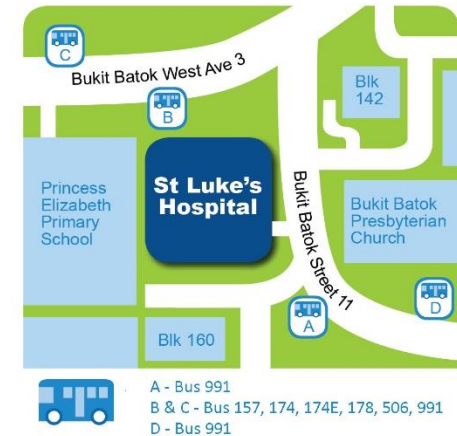 C
Bukit Batok West Ave 3
B
Blk
142
Princess
Elizabeth
Primary
School
St Luke's
Hospital
Bukit Batok Street 11
Bukit Batok
Presbyterian
Church
D
A
Blk 160
A - Bus 991
B & C - Bus 157, 174, 174E, 178, 506, 991
D - Bus 991